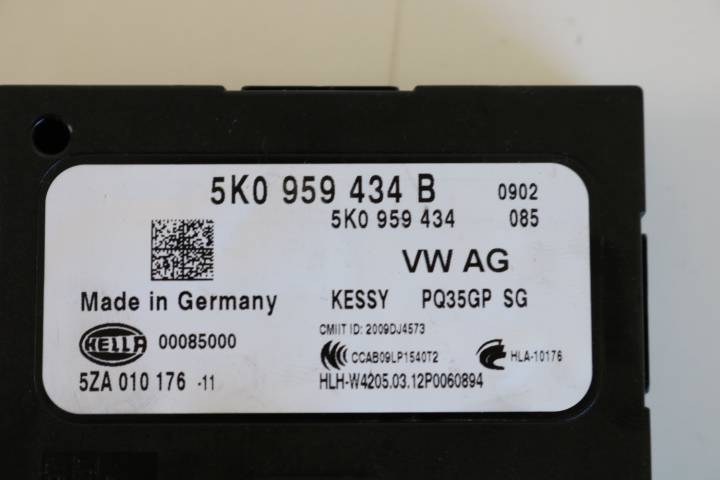 5K0 959 434 B 0902
5K0 959 434 085
VW AG
Made in Germany KESSY PQ35GP SG
CMIIT ID: 2009DJ4573
HELLA 00085000 CCAB09LP1540T2 HLA-10176
5ZA 010 176 -11 HLH-W4205.03.12P0060894